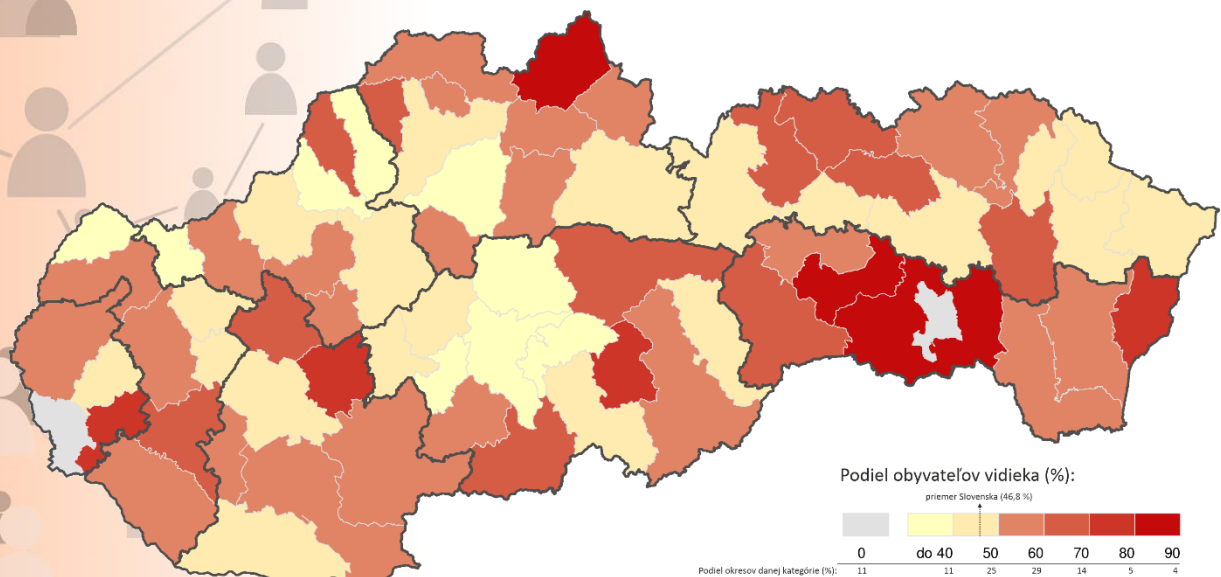 Podiel obyvateľov vidieka (%):
priemer Slovenska (46,8 %)
0 do 40 50 60 70 80 90
Podiel okresov danej kategórie (%): 11 11 25 29 14 5 4